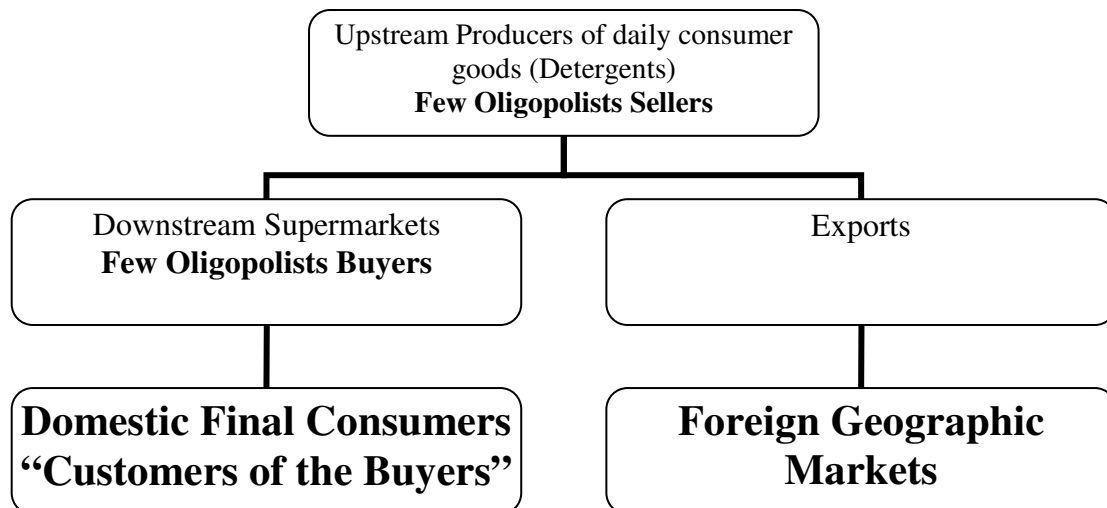 Upstream Producers of daily consumer
goods (Detergents)
Few Oligopolists Sellers
Downstream Supermarkets
Few Oligopolists Buyers
Exports
Domestic Final Consumers
“Customers of the Buyers”
Foreign Geographic
Markets